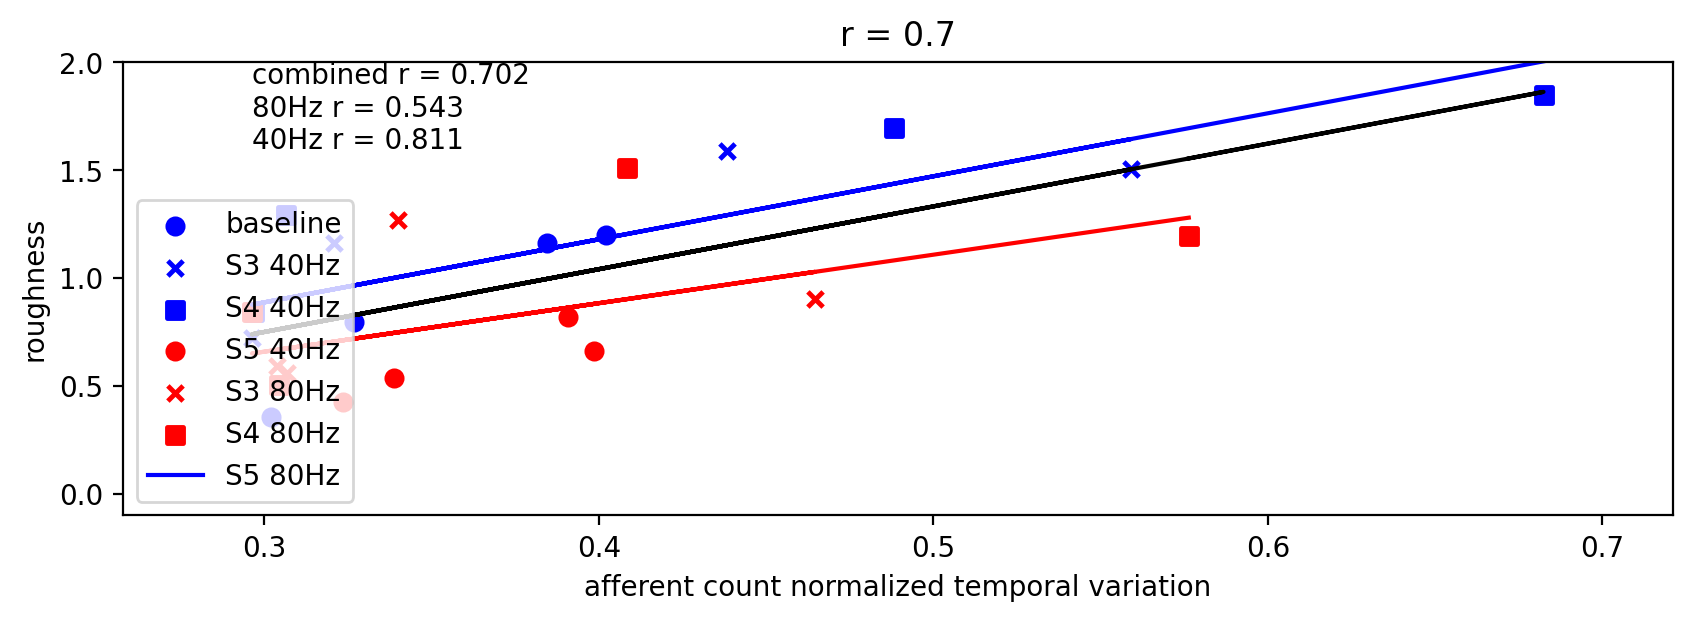 r = 0.7
combined r = 0.702
80Hz r = 0.543
40Hz r = 0.811
2.0
1.5
1.0
0.5
0.0
roughness
baseline
S3 40Hz
S4 40Hz
S5 40Hz
S3 80Hz
S4 80Hz
S5 80Hz
0.3 0.4 0.5 0.6 0.7
afferent count normalized temporal variation